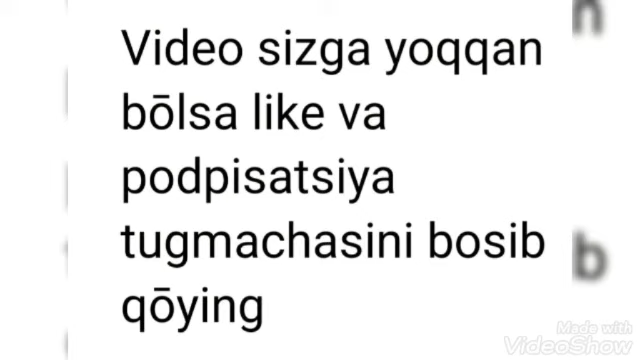 Video sizga yoqqan
bōlsa like va
podpisatsiya
tugmachasini bosib
qōying
Made with
VideoShow